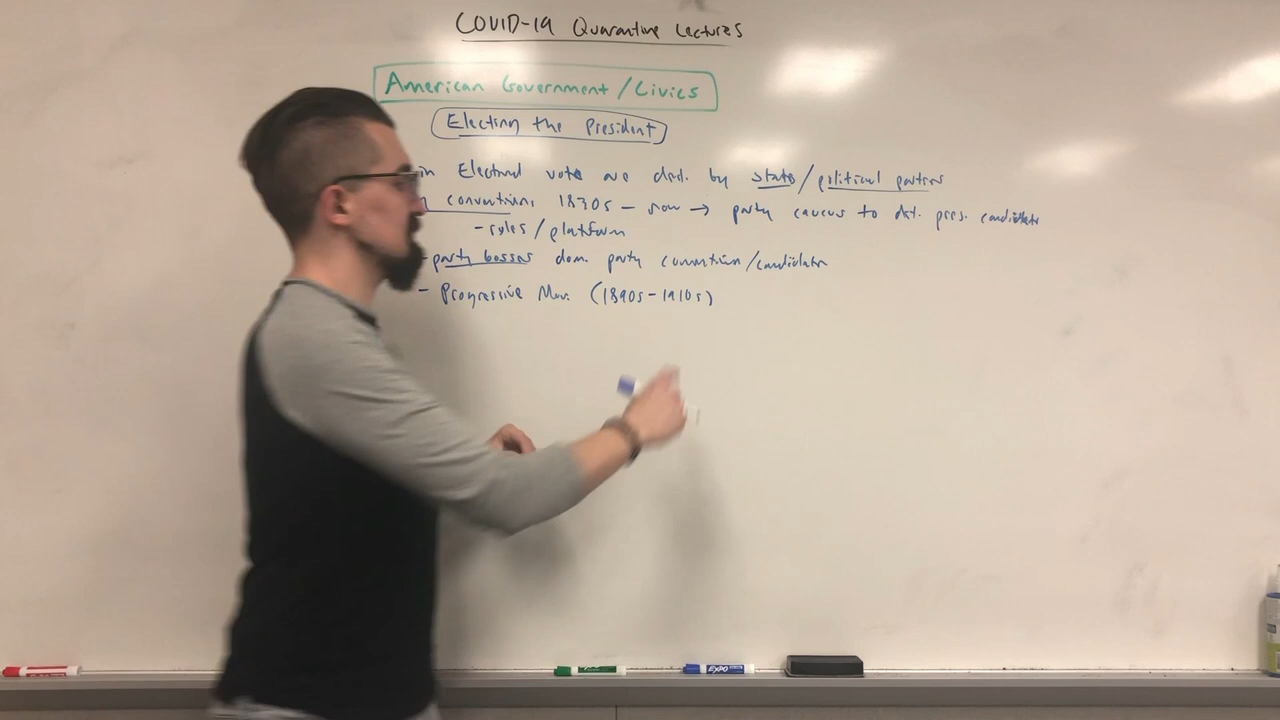 COVID-19 Quarantine Lectures
American Government/Civics
Electing the President
in Electoral vote are det. by state/political parties
conventions 1830s - now → party caucus to det. pres. candidate
- rules/platform
- party bosses dom. party convention/candidate
- Progressive Mov. (1890s-1910s)
EXPO